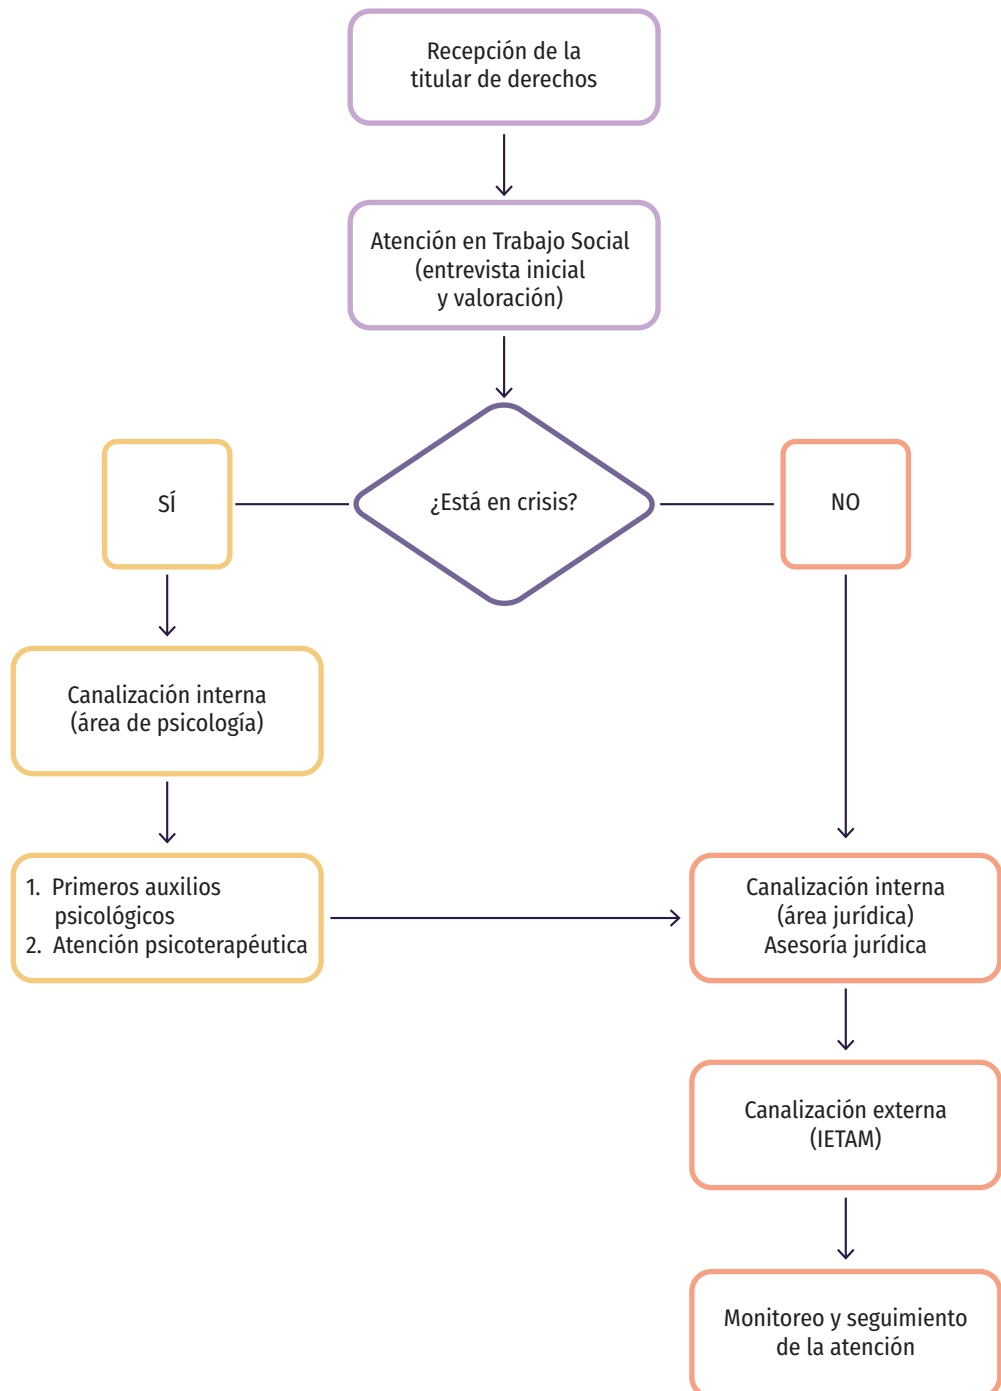 Recepción de la
titular de derechos
Atención en Trabajo Social
(entrevista inicial
y valoración)
¿Está en crisis?
SÍ
NO
Canalización interna
(área de psicología)
1. Primeros auxilios
psicológicos
2. Atención psicoterapéutica
Canalización interna
(área jurídica)
Asesoría jurídica
Canalización externa
(IETAM)
Monitoreo y seguimiento
de la atención